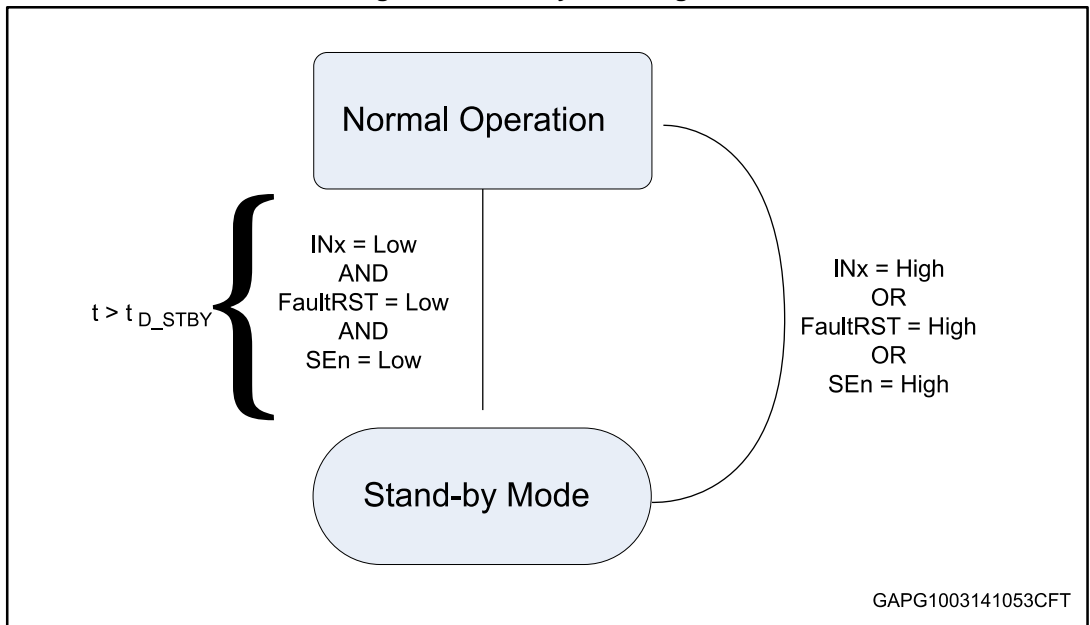 Normal Operation
INx = Low
AND
FaultRST = Low
AND
SEn = Low
t > t D_STBY
INx = High
OR
FaultRST = High
OR
SEn = High
Stand-by Mode
GAPG1003141053CFT